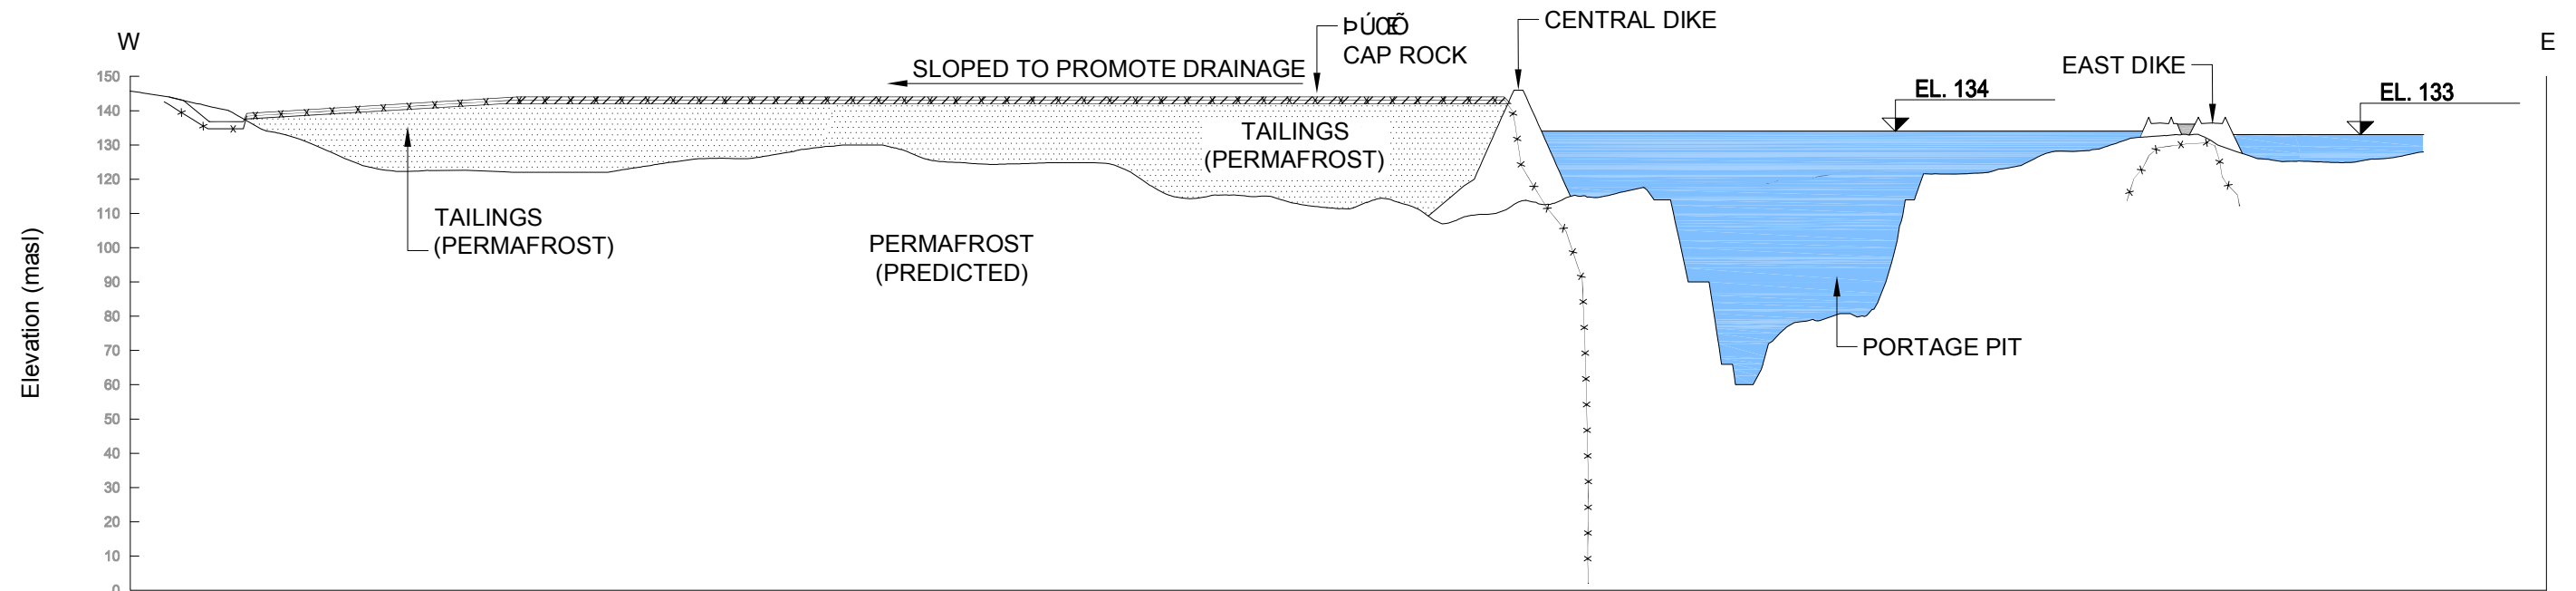 W
E
ÞÚŒÕ
CAP ROCK
CENTRAL DIKE
SLOPED TO PROMOTE DRAINAGE
EAST DIKE
EL. 134
EL. 133
TAILINGS
(PERMAFROST)
TAILINGS
(PERMAFROST)
PERMAFROST
(PREDICTED)
PORTAGE PIT
Elevation (masl)
150
140
130
120
110
100
90
80
70
60
50
40
30
20
10
0